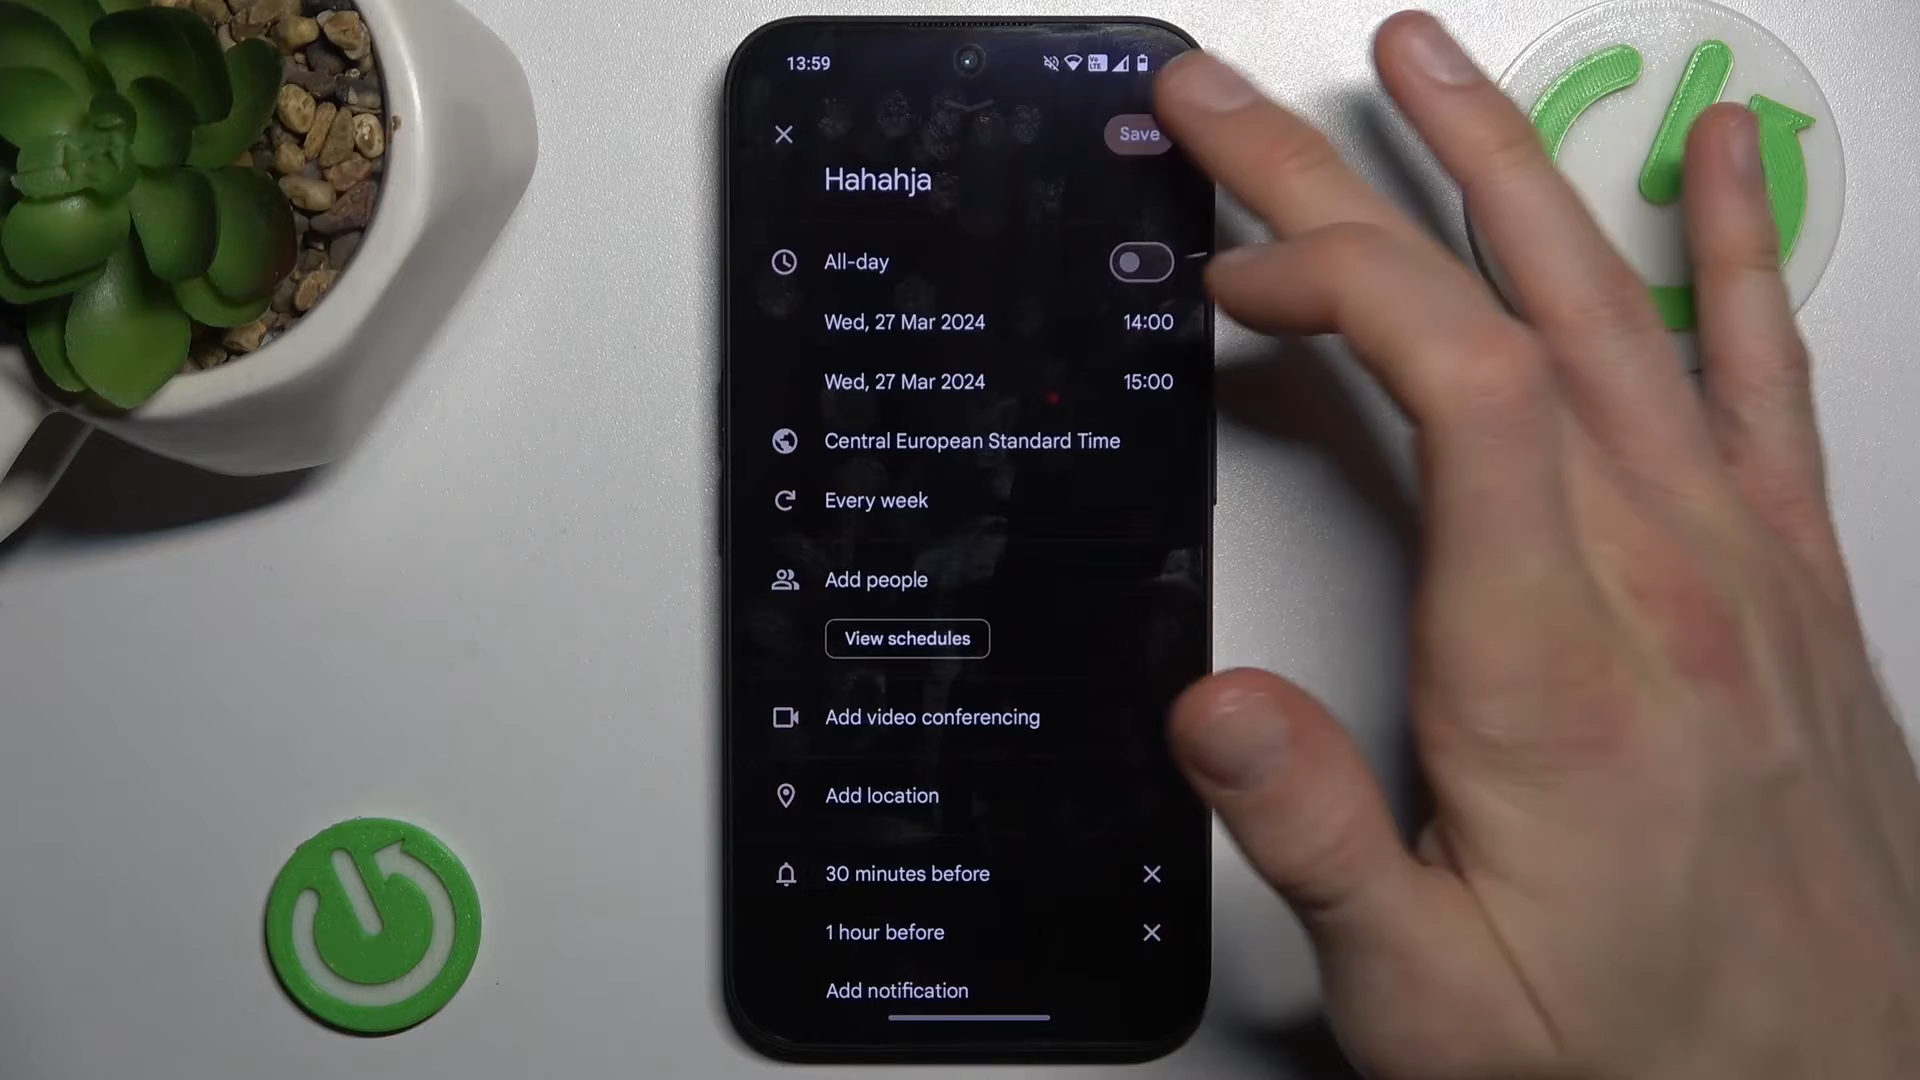 13:59
Vo LTE
Save
Hahahja
All-day
Wed, 27 Mar 2024 14:00
Wed, 27 Mar 2024 15:00
Central European Standard Time
Every week
Add people
View schedules
Add video conferencing
Add location
30 minutes before
1 hour before
Add notification